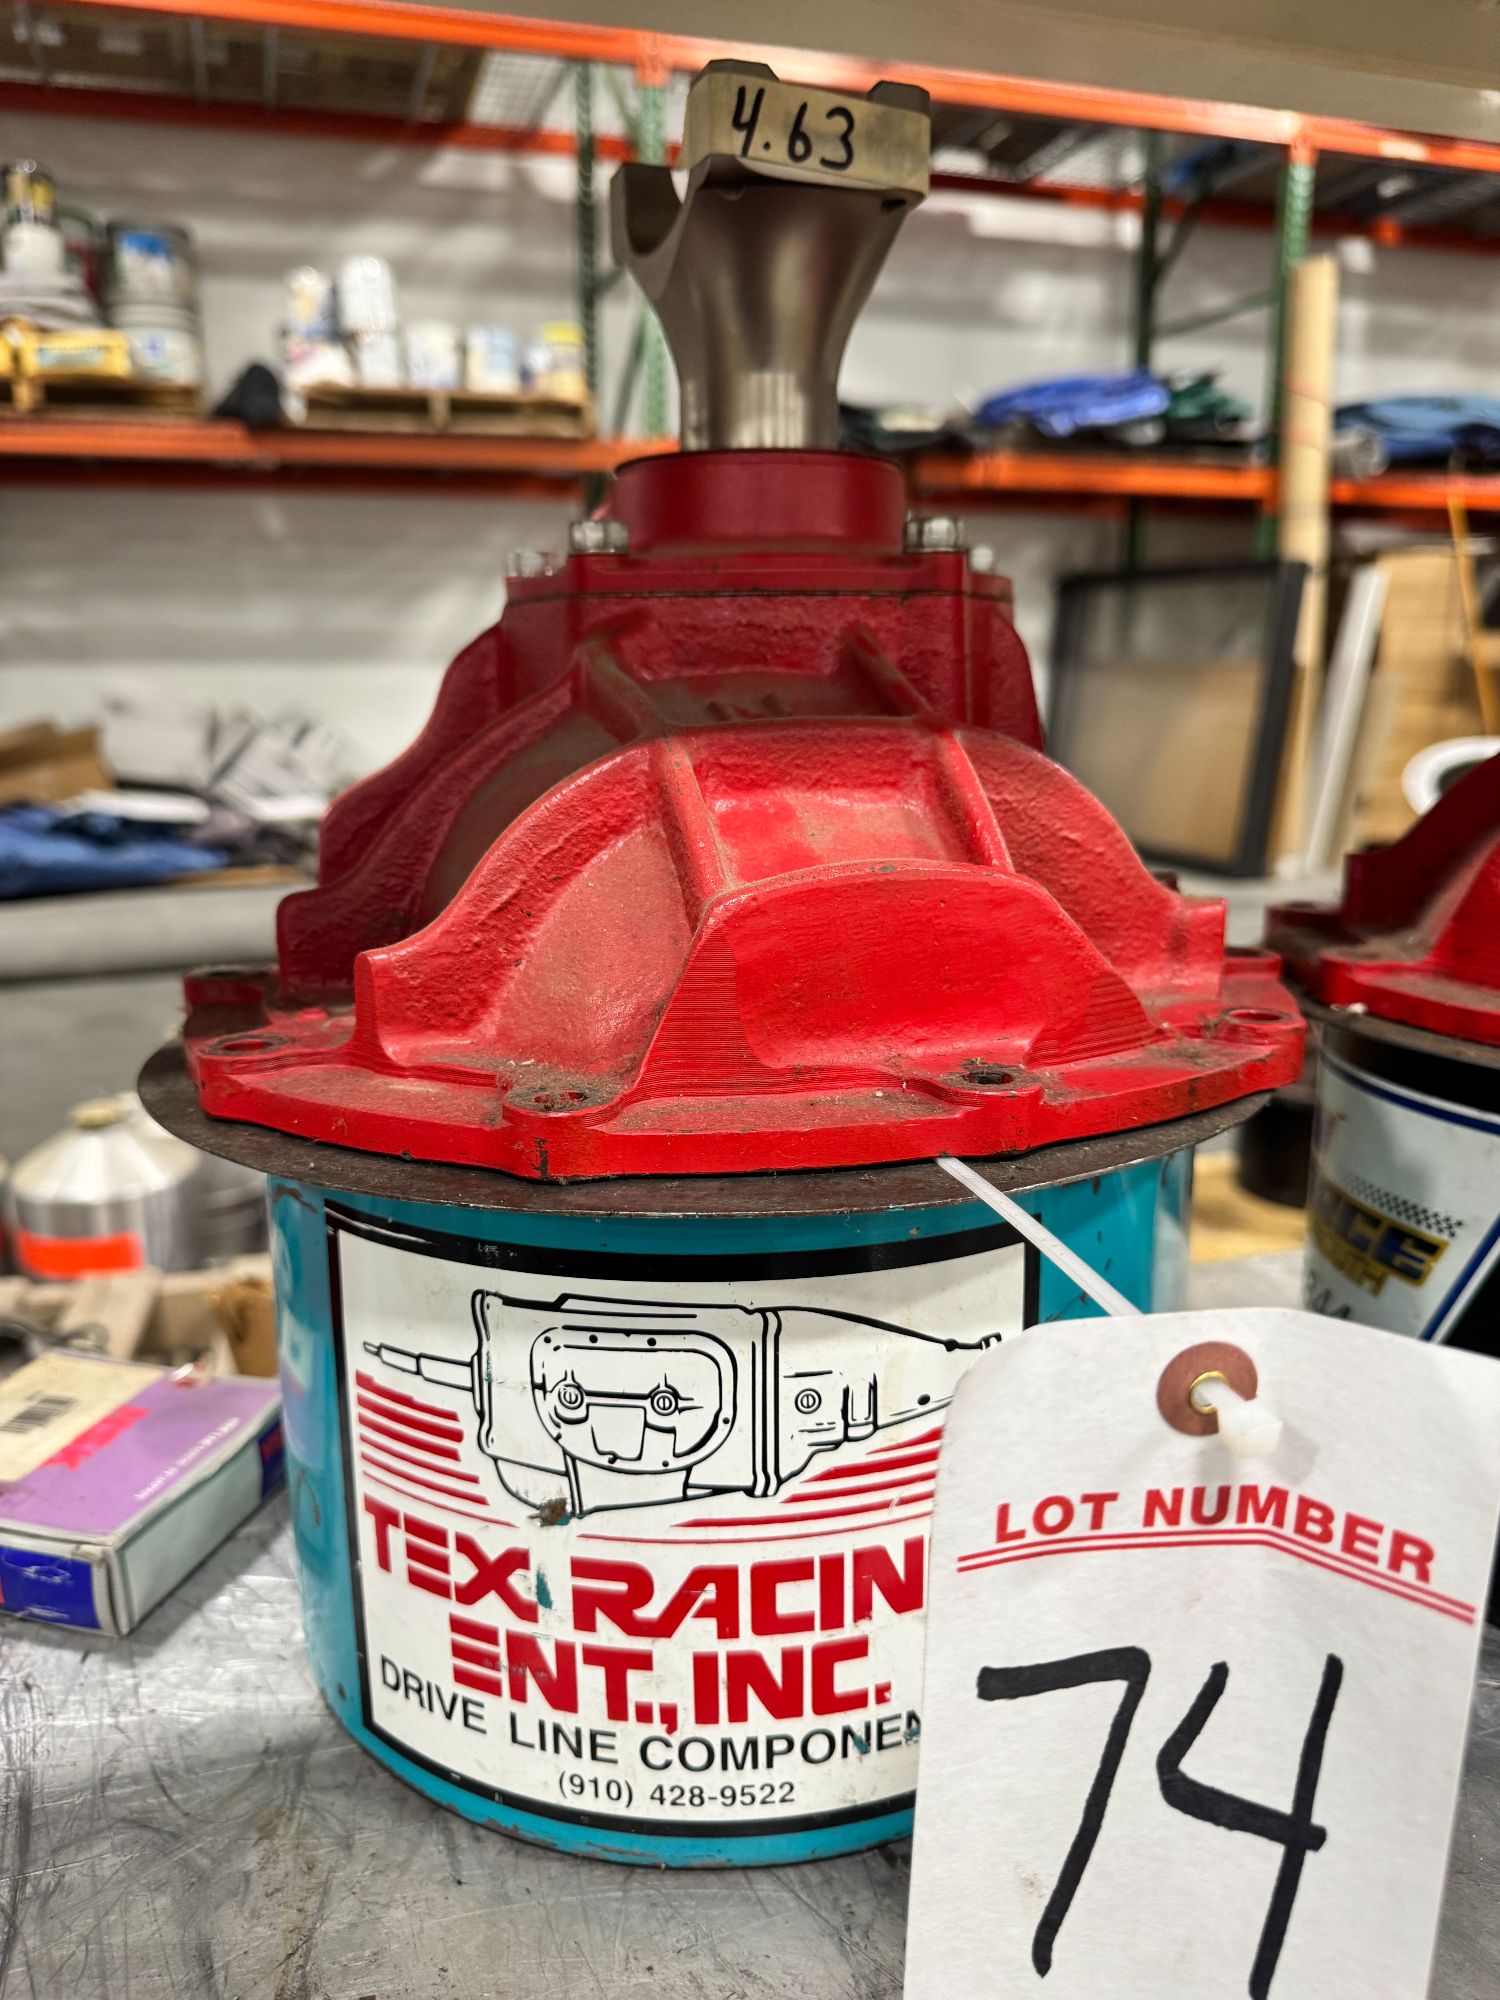 4.63
TEX RACIN
ENT., INC.
DRIVE LINE COMPONEN
(910) 428-9522
LOT NUMBER
74